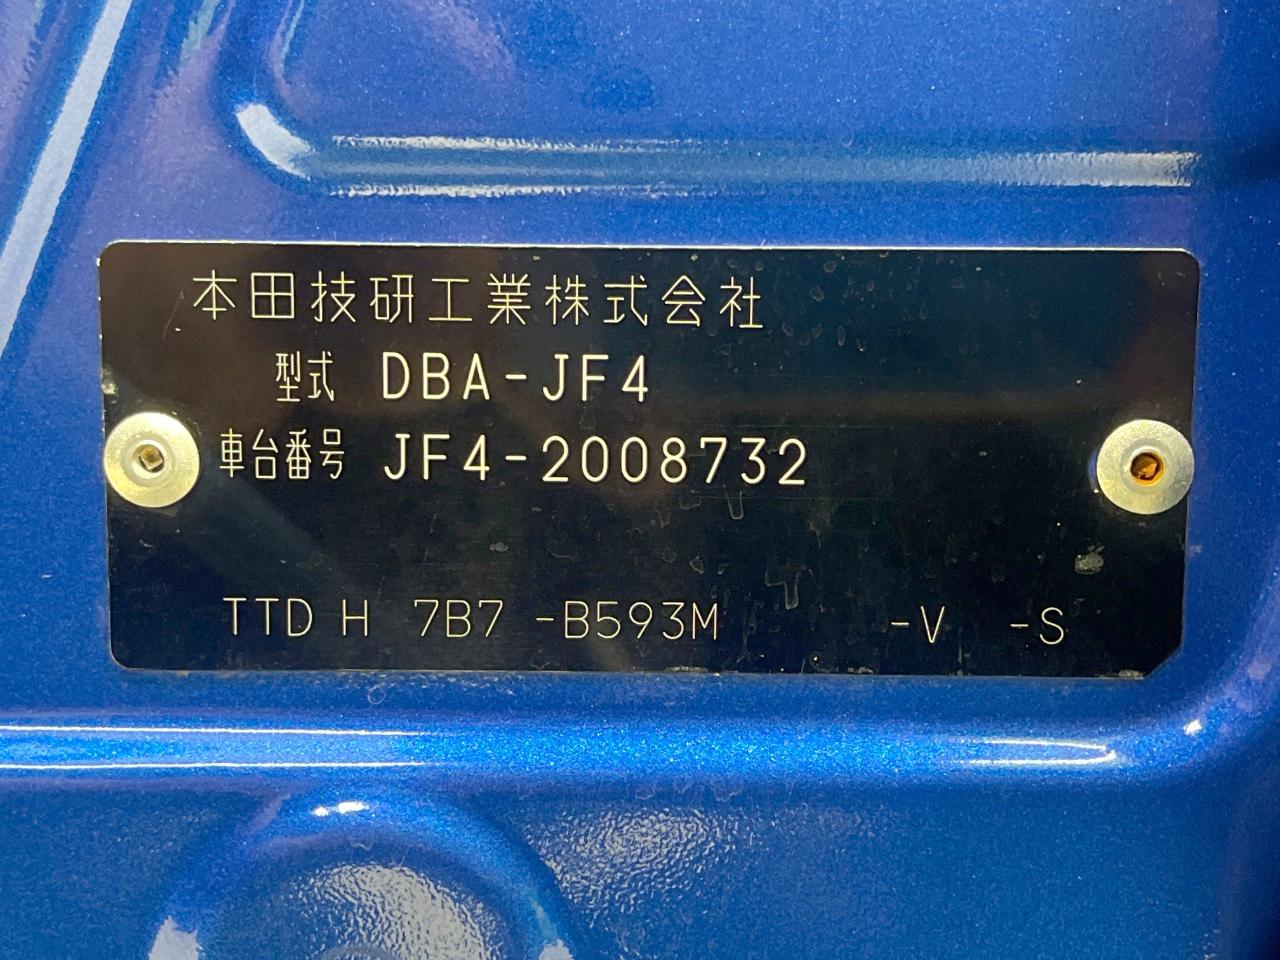 本田技研工業株式会社
型式 DBA-JF4
車台番号 JF4-2008732
TTD H 7B7 -B593M -V -S